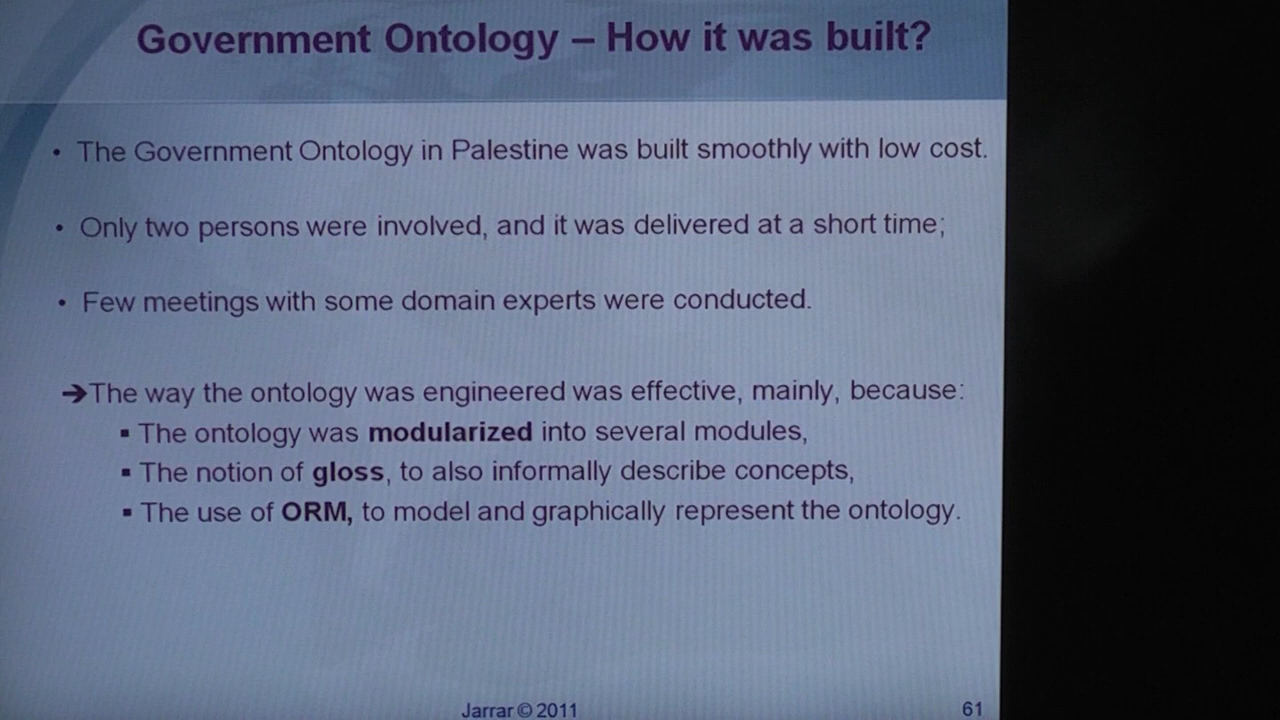 Government Ontology – How it was built?
• The Government Ontology in Palestine was built smoothly with low cost.
• Only two persons were involved, and it was delivered at a short time;
• Few meetings with some domain experts were conducted.
➔The way the ontology was engineered was effective, mainly, because:
▪ The ontology was modularized into several modules,
▪ The notion of gloss, to also informally describe concepts,
▪ The use of ORM, to model and graphically represent the ontology.
Jarrar © 2011
61